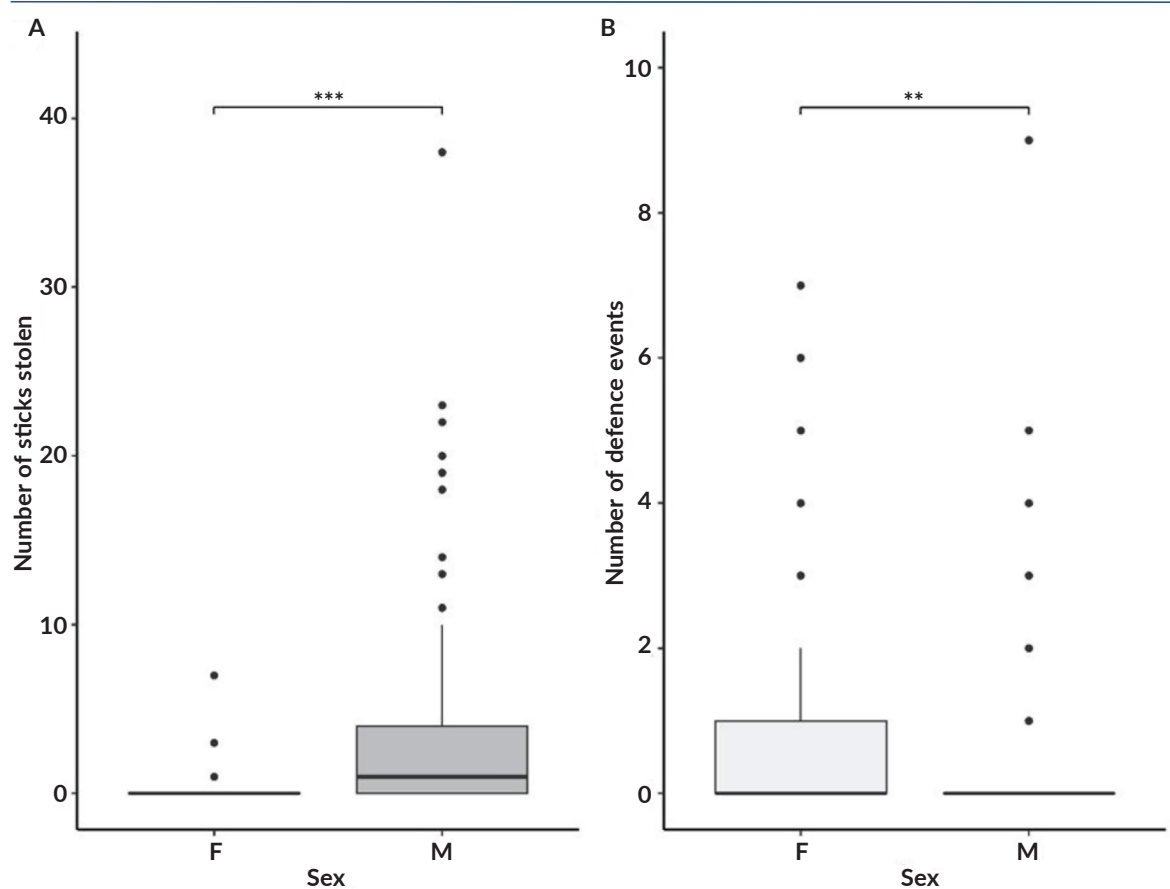 A
Number of sticks stolen
40
30
20
10
0
***
F
M
Sex
B
Number of defence events
10
8
6
4
2
0
**
F
M
Sex